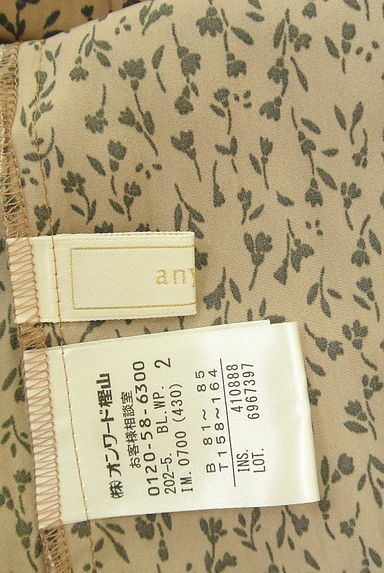 any
(株)オンワード樫山
お客様相談室
0120-58-6300
202-5. BL.WP. 2
IM.0700(430)
B 81~ 85
T158~164
INS. 410888
LOT. 6967397